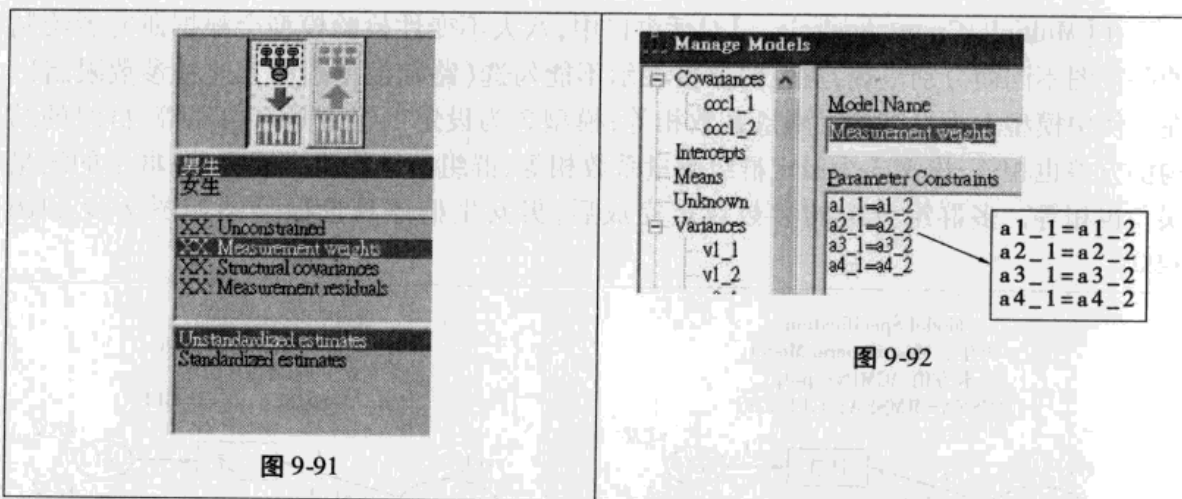 男生
女生
XX: Unconstrained
XX: Measurement weights
XX: Structural covariances
XX: Measurement residuals
Unstandardized estimates
Standardized estimates
图 9-91
Manage Models
Covariances
ccc1_1
ccc1_2
Intercepts
Means
Unknown
Variances
v1_1
v1_2
Model Name
Measurement weights
Parameter Constraints
a1_1=a1_2
a2_1=a2_2
a3_1=a3_2
a4_1=a4_2
a1_1=a1_2
a2_1=a2_2
a3_1=a3_2
a4_1=a4_2
图 9-92